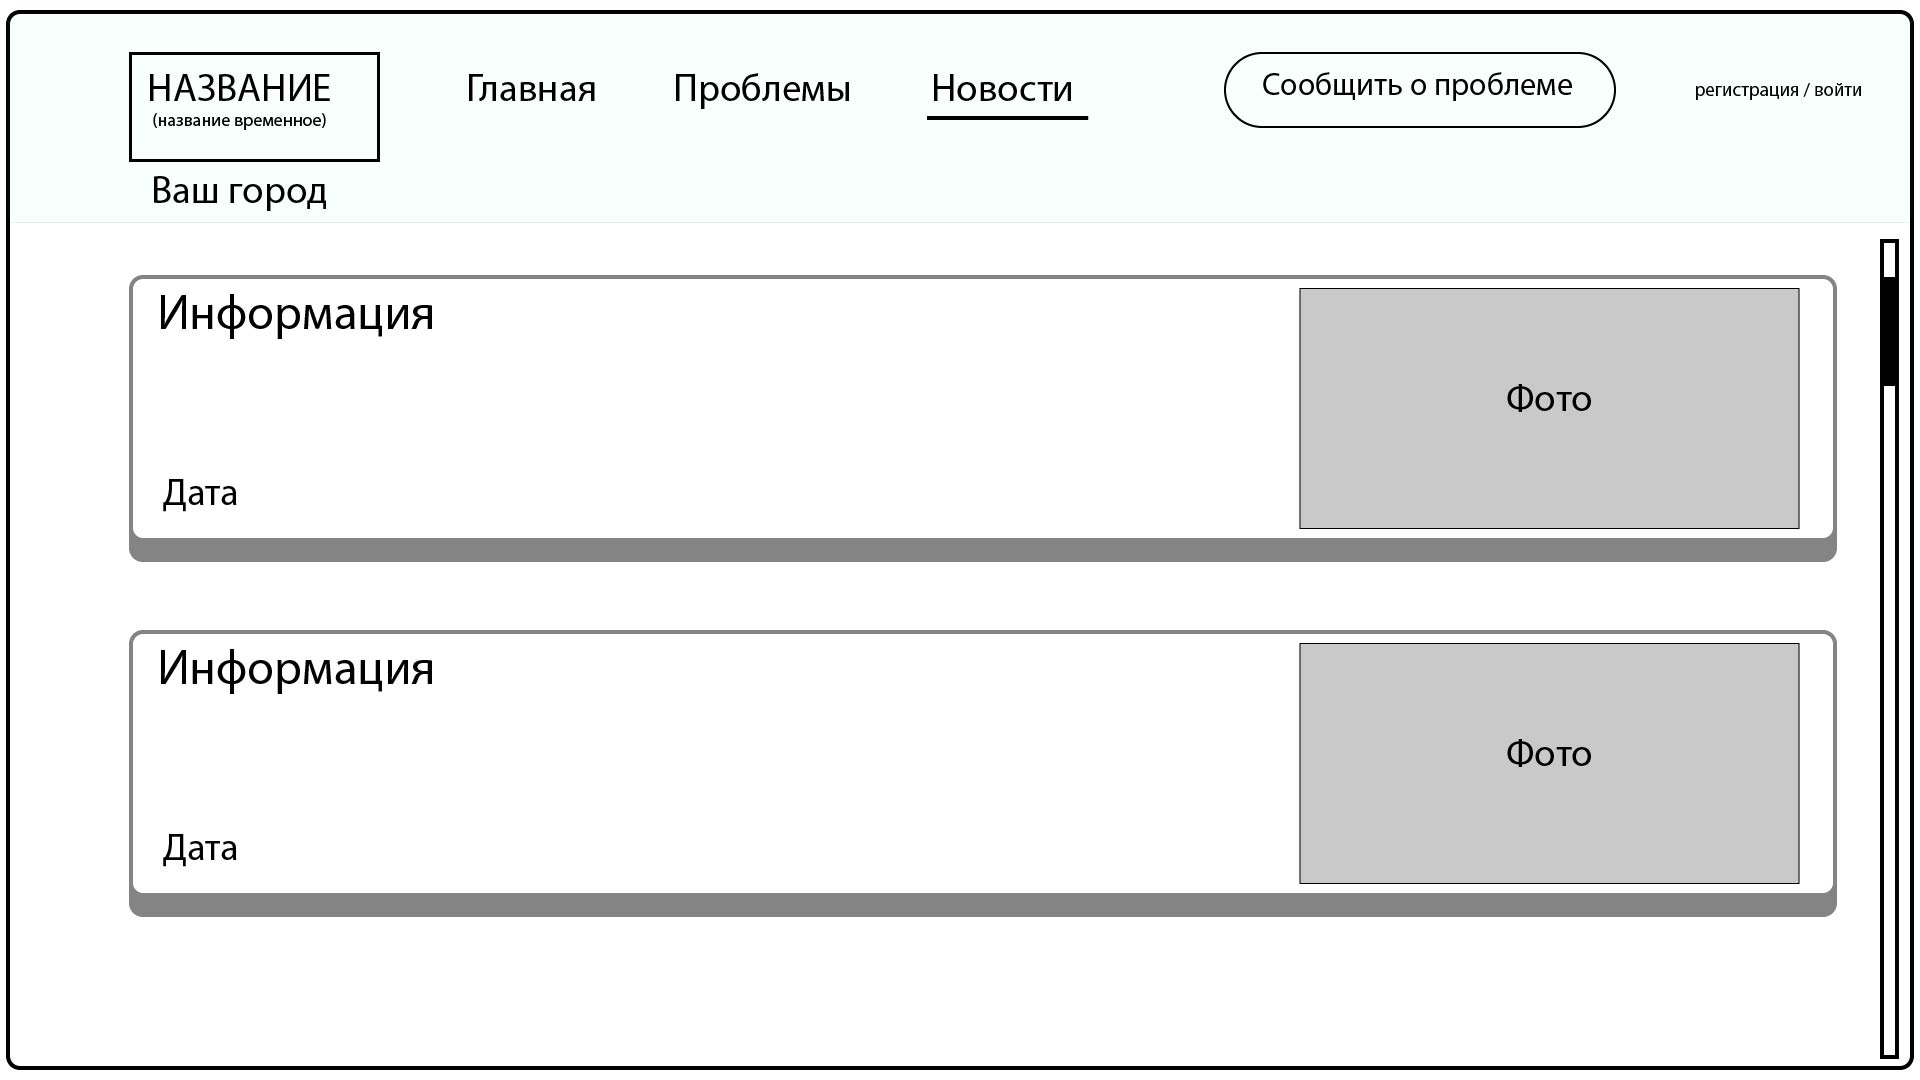 НАЗВАНИЕ
(название временное)
Ваш город
Главная
Проблемы
Новости
Сообщить о проблеме
регистрация / войти
Информация
Фото
Дата
Информация
Фото
Дата